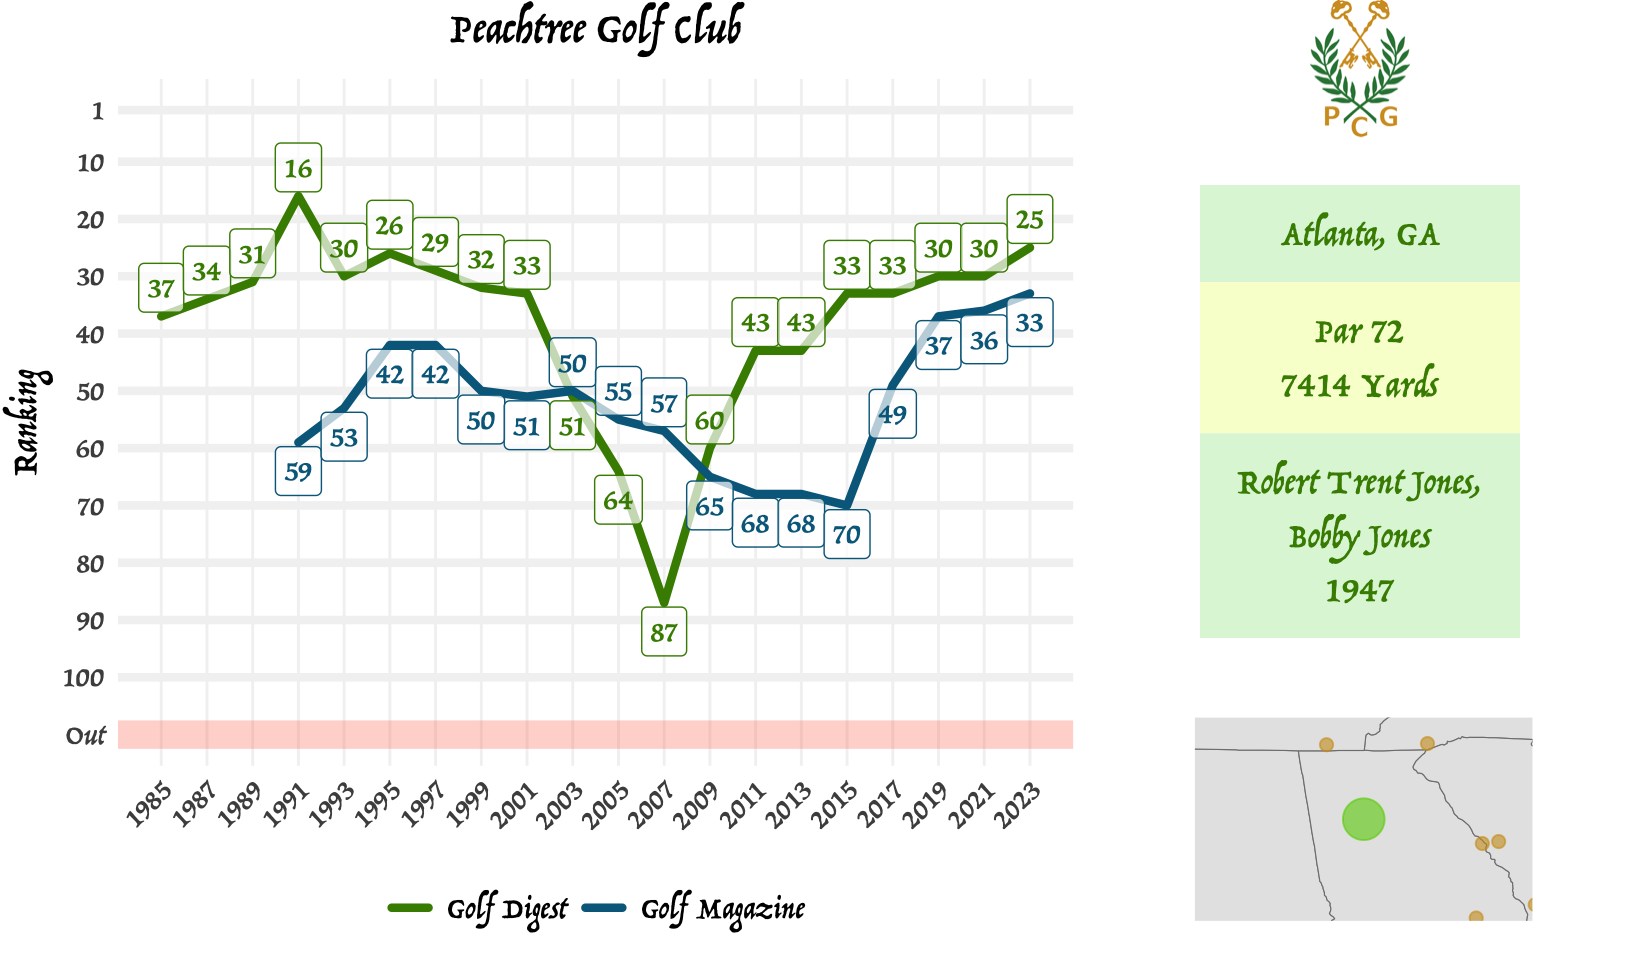 Peachtree Golf Club
P C G
Ranking
1
10
20
30
40
50
60
70
80
90
100
Out
37 34 31 16 30 26 29 32 33 51 64 87 60 43 43 33 33 30 30 25
59 53 42 42 50 51 50 55 57 65 68 68 70 49 37 36 33
1985 1987 1989 1991 1993 1995 1997 1999 2001 2003 2005 2007 2009 2011 2013 2015 2017 2019 2021 2023
Golf Digest Golf Magazine
Atlanta, GA
Par 72
7414 Yards
Robert Trent Jones,
Bobby Jones
1947